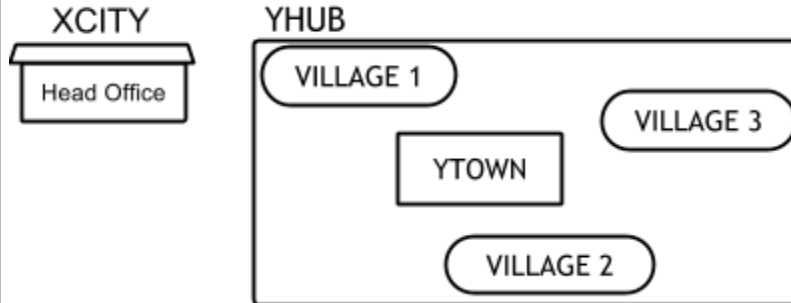 XCITY
Head Office
YHUB
VILLAGE 1
VILLAGE 3
YTOWN
VILLAGE 2